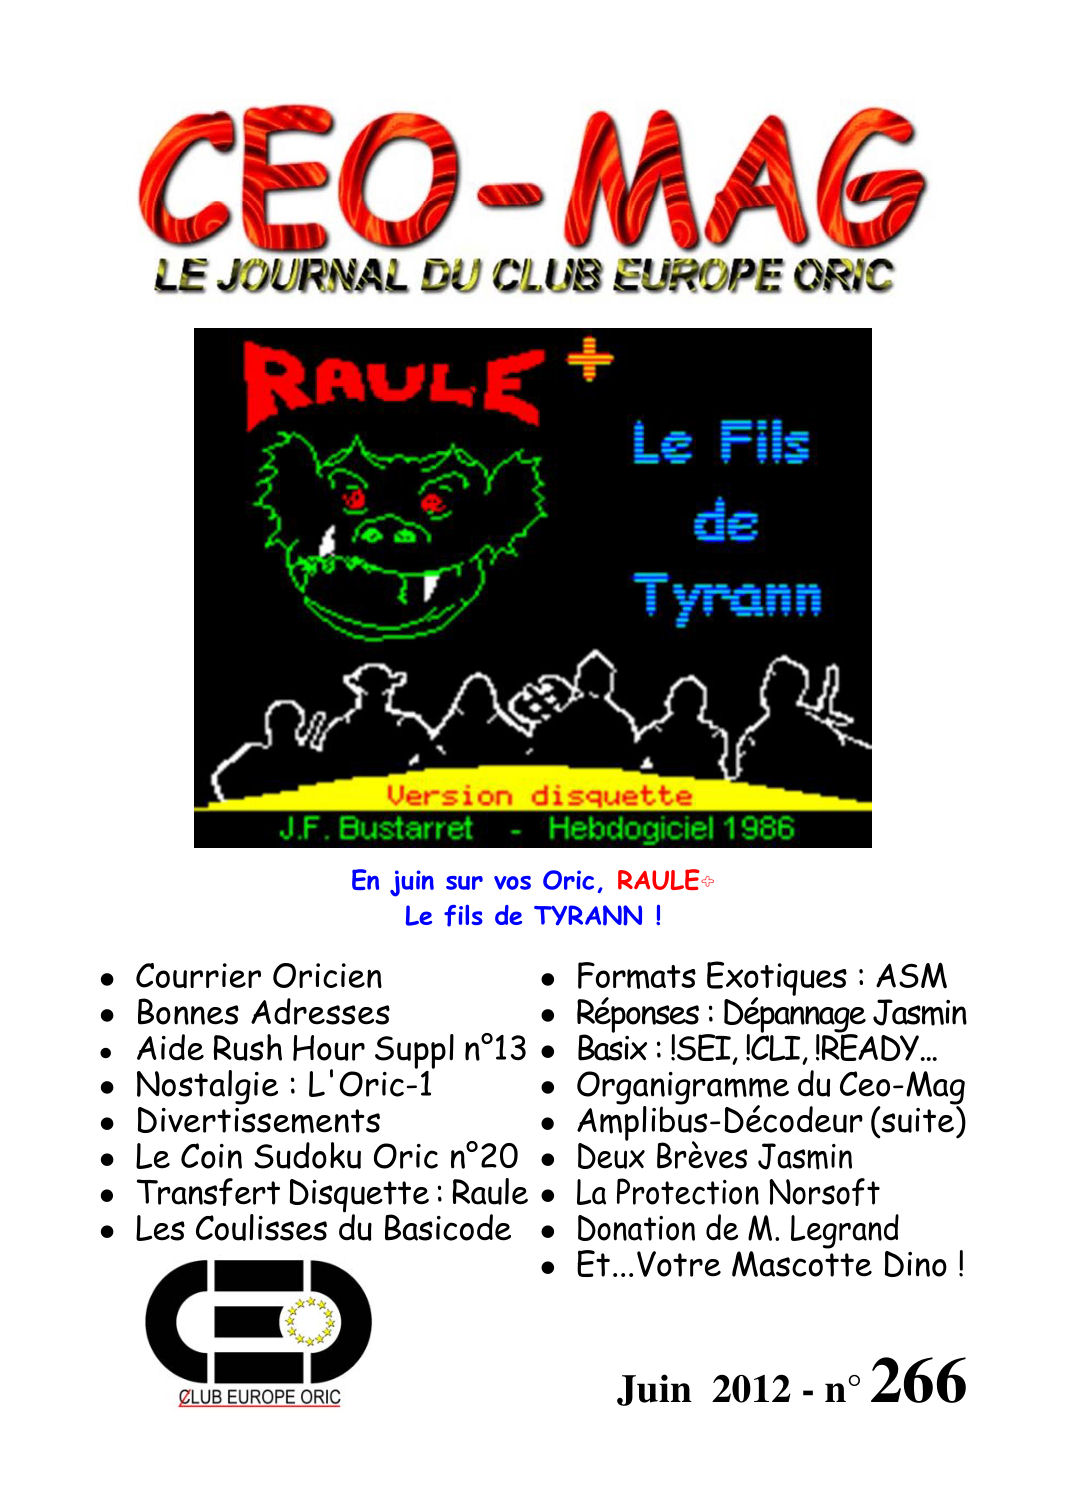 CEO-MAG
LE JOURNAL DU CLUB EUROPE ORIC
RAULE+
Le Fils
de
Tyrann
Version disquette
J.F. Bustarret - Hebdogiciel 1986
En juin sur vos Oric, RAULE+
Le fils de TYRANN !
• Courrier Oricien
• Bonnes Adresses
• Aide Rush Hour Suppl n°13
• Nostalgie : L'Oric-1
• Divertissements
• Le Coin Sudoku Oric n°20
• Transfert Disquette : Raule
• Les Coulisses du Basicode
• Formats Exotiques : ASM
• Réponses : Dépannage Jasmin
• Basix : !SEI, !CLI, !READY...
• Organigramme du Ceo-Mag
• Amplibus-Décodeur (suite)
• Deux Brèves Jasmin
• La Protection Norsoft
• Donation de M. Legrand
• Et...Votre Mascotte Dino !
CEO
CLUB EUROPE ORIC
Juin 2012 - n° 266